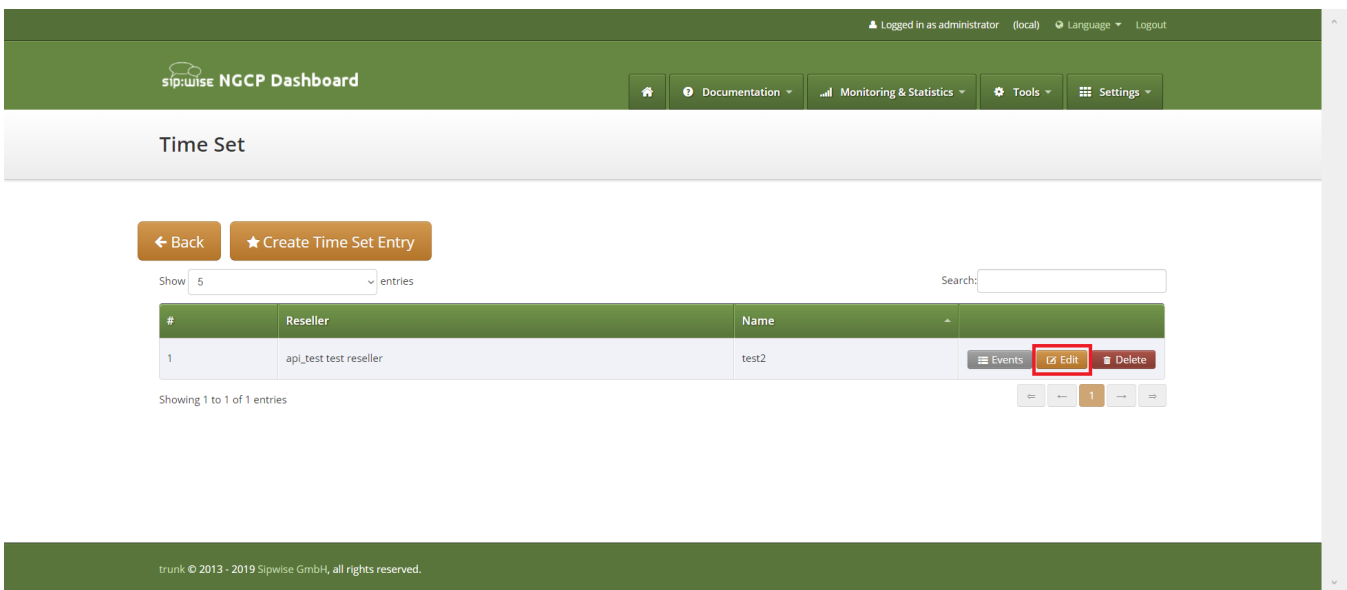 Logged in as administrator (local) Language Logout
sip:wise NGCP Dashboard
Documentation Monitoring & Statistics Tools Settings
Time Set
Back Create Time Set Entry
Show 5 entries Search:
# Reseller Name
1 api_test test reseller test2 Events Edit Delete
Showing 1 to 1 of 1 entries ⇐ ← 1 → ⇒
trunk © 2013 - 2019 Sipwise GmbH, all rights reserved.